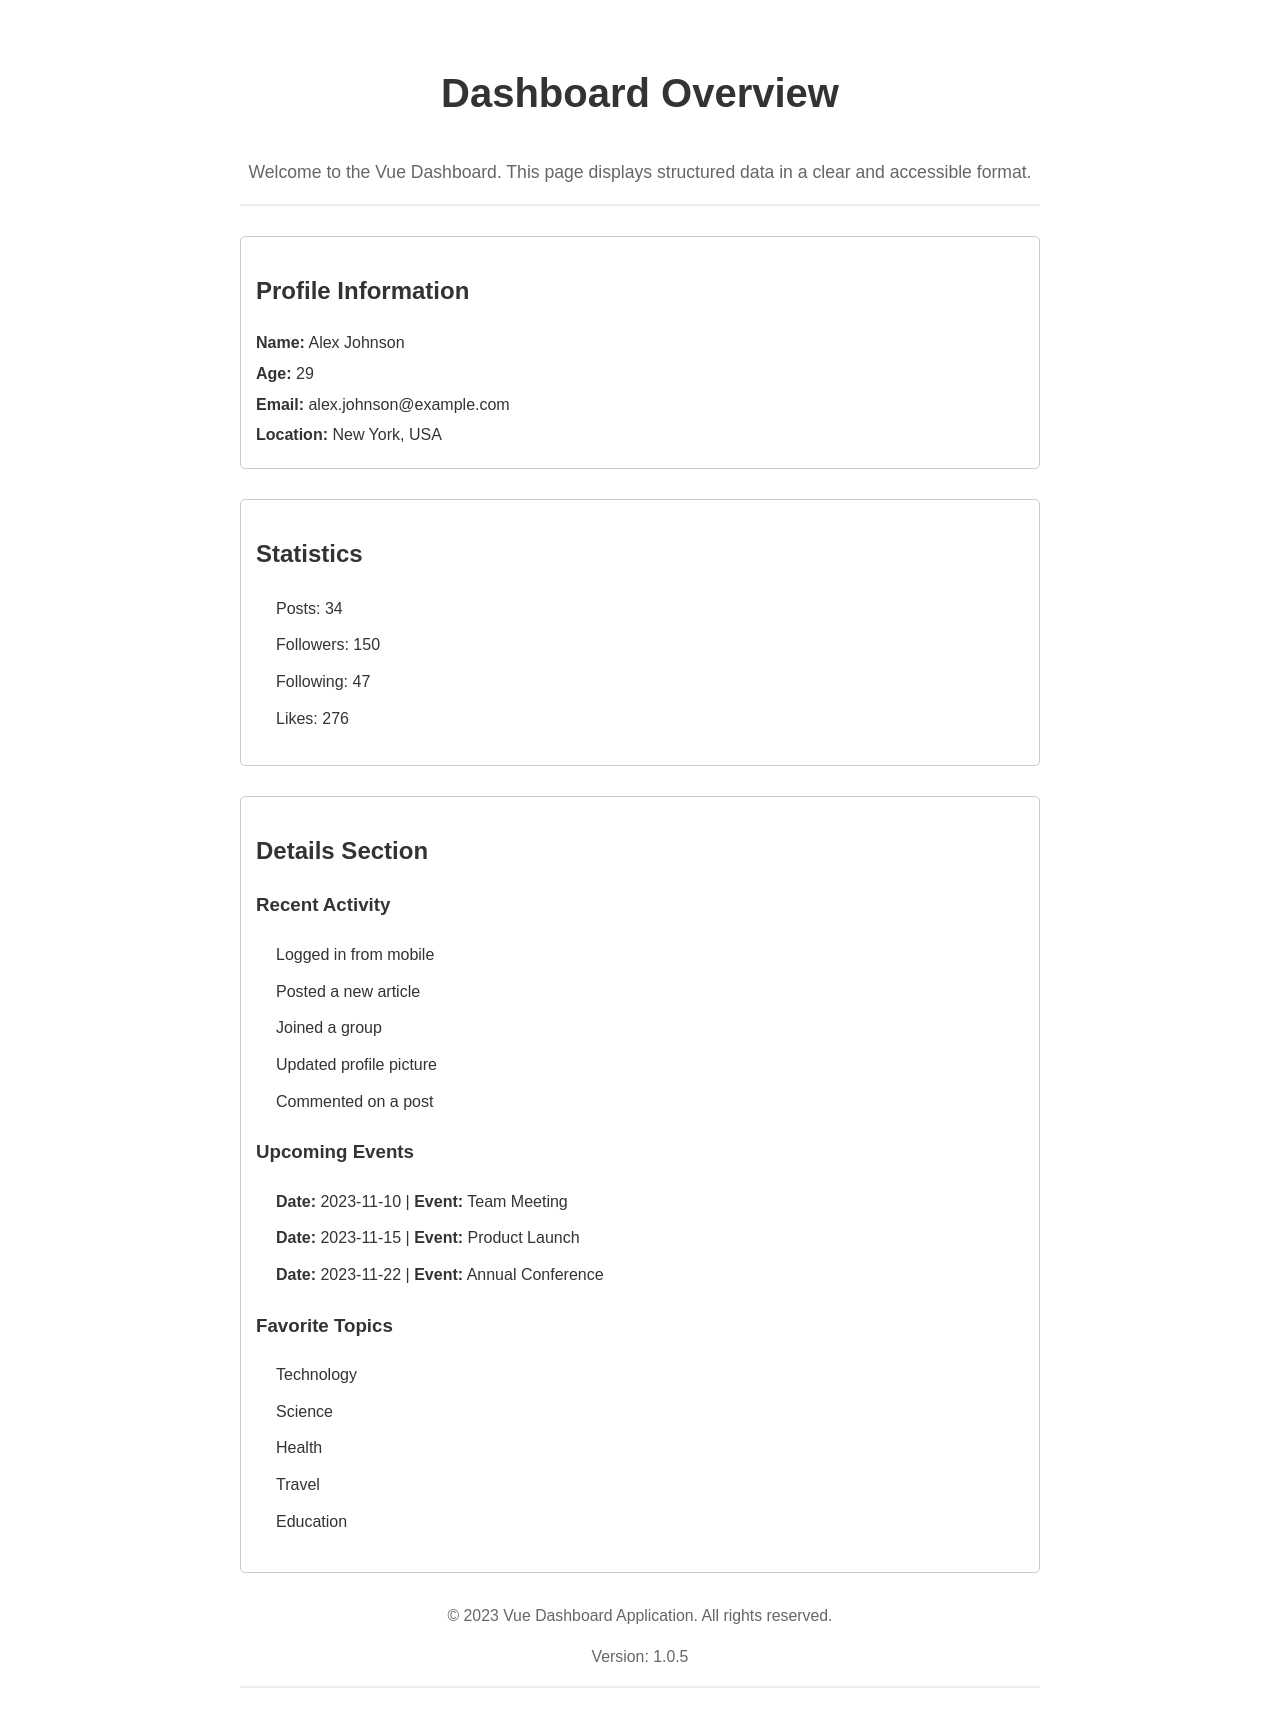 Dashboard Overview
Welcome to the Vue Dashboard. This page displays structured data in a clear and accessible format.
Profile Information
Name: Alex Johnson
Age: 29
Email: alex.johnson@example.com
Location: New York, USA
Statistics
Posts: 34
Followers: 150
Following: 47
Likes: 276
Details Section
Recent Activity
Logged in from mobile
Posted a new article
Joined a group
Updated profile picture
Commented on a post
Upcoming Events
Date: 2023-11-10 | Event: Team Meeting
Date: 2023-11-15 | Event: Product Launch
Date: 2023-11-22 | Event: Annual Conference
Favorite Topics
Technology
Science
Health
Travel
Education
© 2023 Vue Dashboard Application. All rights reserved.
Version: 1.0.5